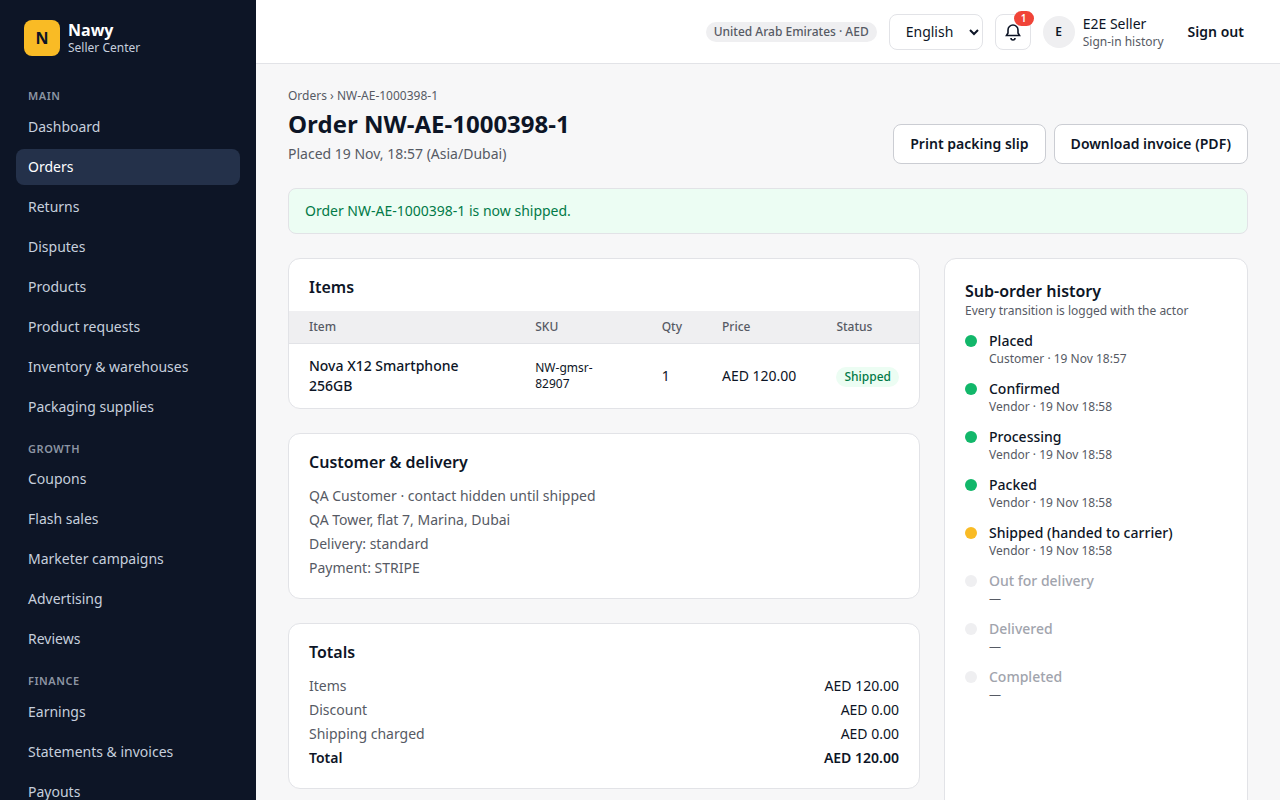 N
Nawy
Seller Center
MAIN
Dashboard
Orders
Returns
Disputes
Products
Product requests
Inventory & warehouses
Packaging supplies
GROWTH
Coupons
Flash sales
Marketer campaigns
Advertising
Reviews
FINANCE
Earnings
Statements & invoices
Payouts
United Arab Emirates · AED
English
1
E
E2E Seller
Sign-in history
Sign out
Orders › NW-AE-1000398-1
Order NW-AE-1000398-1
Placed 19 Nov, 18:57 (Asia/Dubai)
Print packing slip
Download invoice (PDF)
Order NW-AE-1000398-1 is now shipped.
Items
Item SKU Qty Price Status
Nova X12 Smartphone
256GB
NW-gmsr-
82907
1
AED 120.00
Shipped
Customer & delivery
QA Customer · contact hidden until shipped
QA Tower, flat 7, Marina, Dubai
Delivery: standard
Payment: STRIPE
Totals
Items AED 120.00
Discount AED 0.00
Shipping charged AED 0.00
Total AED 120.00
Sub-order history
Every transition is logged with the actor
Placed
Customer · 19 Nov 18:57
Confirmed
Vendor · 19 Nov 18:58
Processing
Vendor · 19 Nov 18:58
Packed
Vendor · 19 Nov 18:58
Shipped (handed to carrier)
Vendor · 19 Nov 18:58
Out for delivery
—
Delivered
—
Completed
—